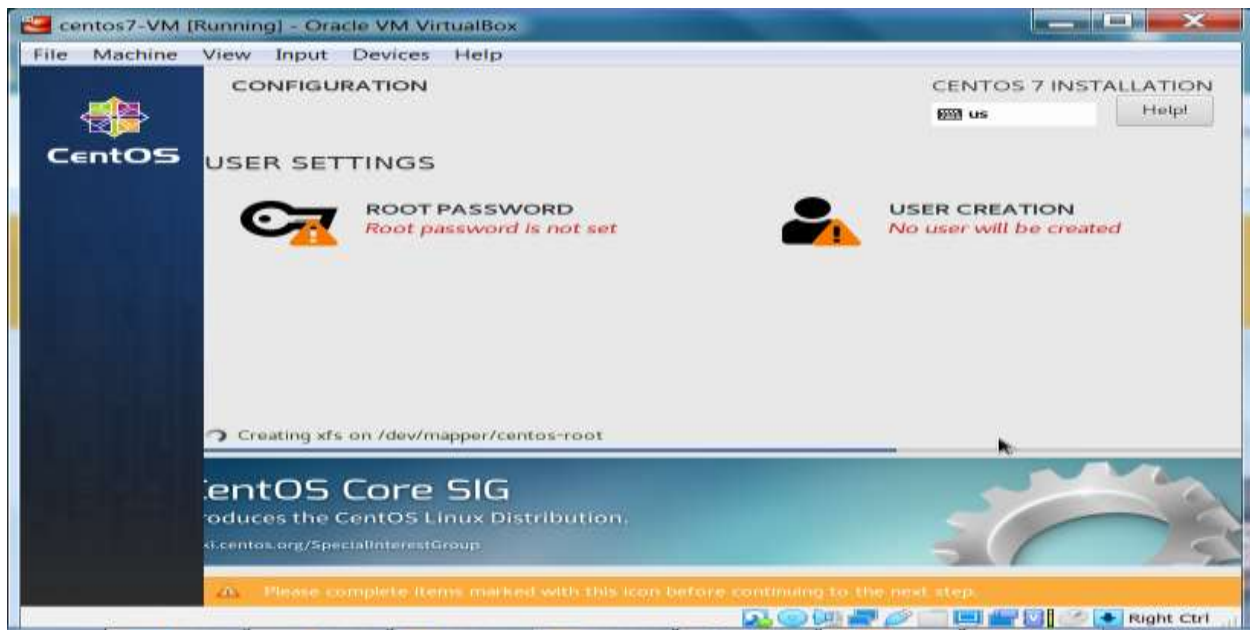 centos7-VM [Running] - Oracle VM VirtualBox
File Machine View Input Devices Help
CONFIGURATION
CENTOS 7 INSTALLATION
us
Help!
CentOS
USER SETTINGS
ROOT PASSWORD
Root password is not set
USER CREATION
No user will be created
Creating xfs on /dev/mapper/centos-root
entOS Core SIG
oduces the CentOS Linux Distribution.
ki.centos.org/SpecialInterestGroup
Please complete items marked with this icon before continuing to the next step.
Right Ctrl